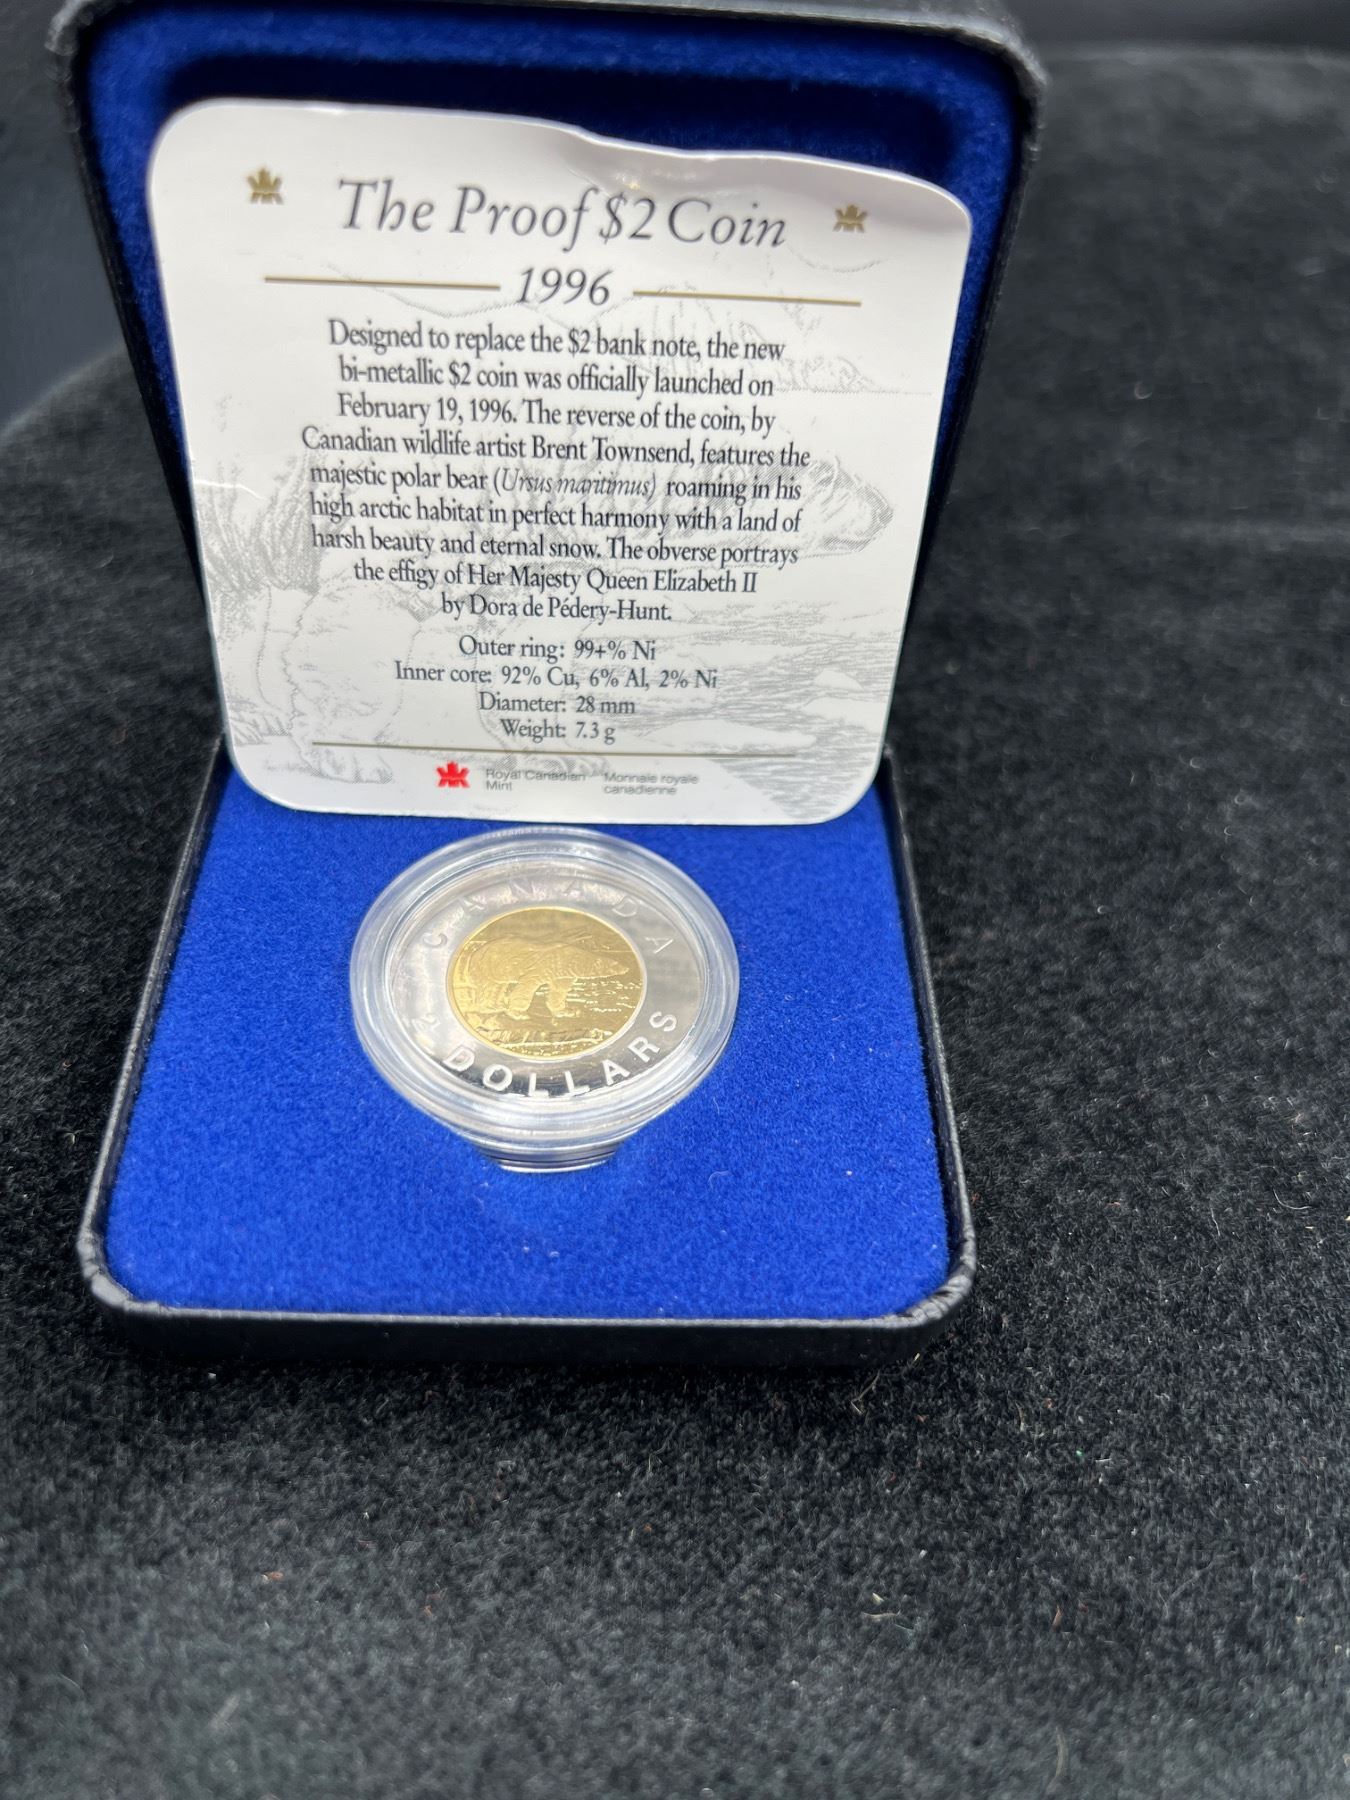 The Proof $2 Coin
1996
Designed to replace the $2 bank note, the new
bi-metallic $2 coin was officially launched on
February 19, 1996. The reverse of the coin, by
Canadian wildlife artist Brent Townsend, features the
majestic polar bear (Ursus maritimus) roaming in his
high arctic habitat in perfect harmony with a land of
harsh beauty and eternal snow. The obverse portrays
the effigy of Her Majesty Queen Elizabeth II
by Dora de Pédery-Hunt.
Outer ring: 99+% Ni
Inner core: 92% Cu, 6% Al, 2% Ni
Diameter: 28 mm
Weight: 7.3 g
Royal Canadian Monnaie royale
Mint canadienne
CANADA
2 DOLLARS